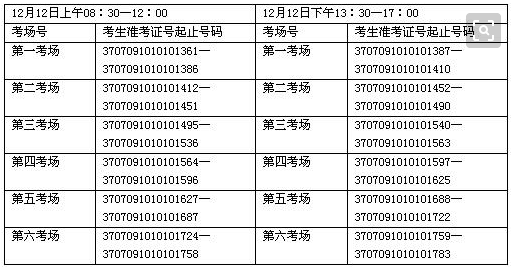 12月12日上午08：30—12：00 12月12日下午13：30—17：00
考场号 考生准考证号起止号码 考场号 考生准考证号起止号码
第一考场 3707091010101361— 第一考场 3707091010101387—
3707091010101386 3707091010101410
第二考场 3707091010101412— 第二考场 3707091010101452—
3707091010101451 3707091010101490
第三考场 3707091010101495— 第三考场 3707091010101540—
3707091010101536 3707091010101563
第四考场 3707091010101564— 第四考场 3707091010101597—
3707091010101596 3707091010101625
第五考场 3707091010101627— 第五考场 3707091010101688—
3707091010101687 3707091010101722
第六考场 3707091010101724— 第六考场 3707091010101759—
3707091010101758 3707091010101783